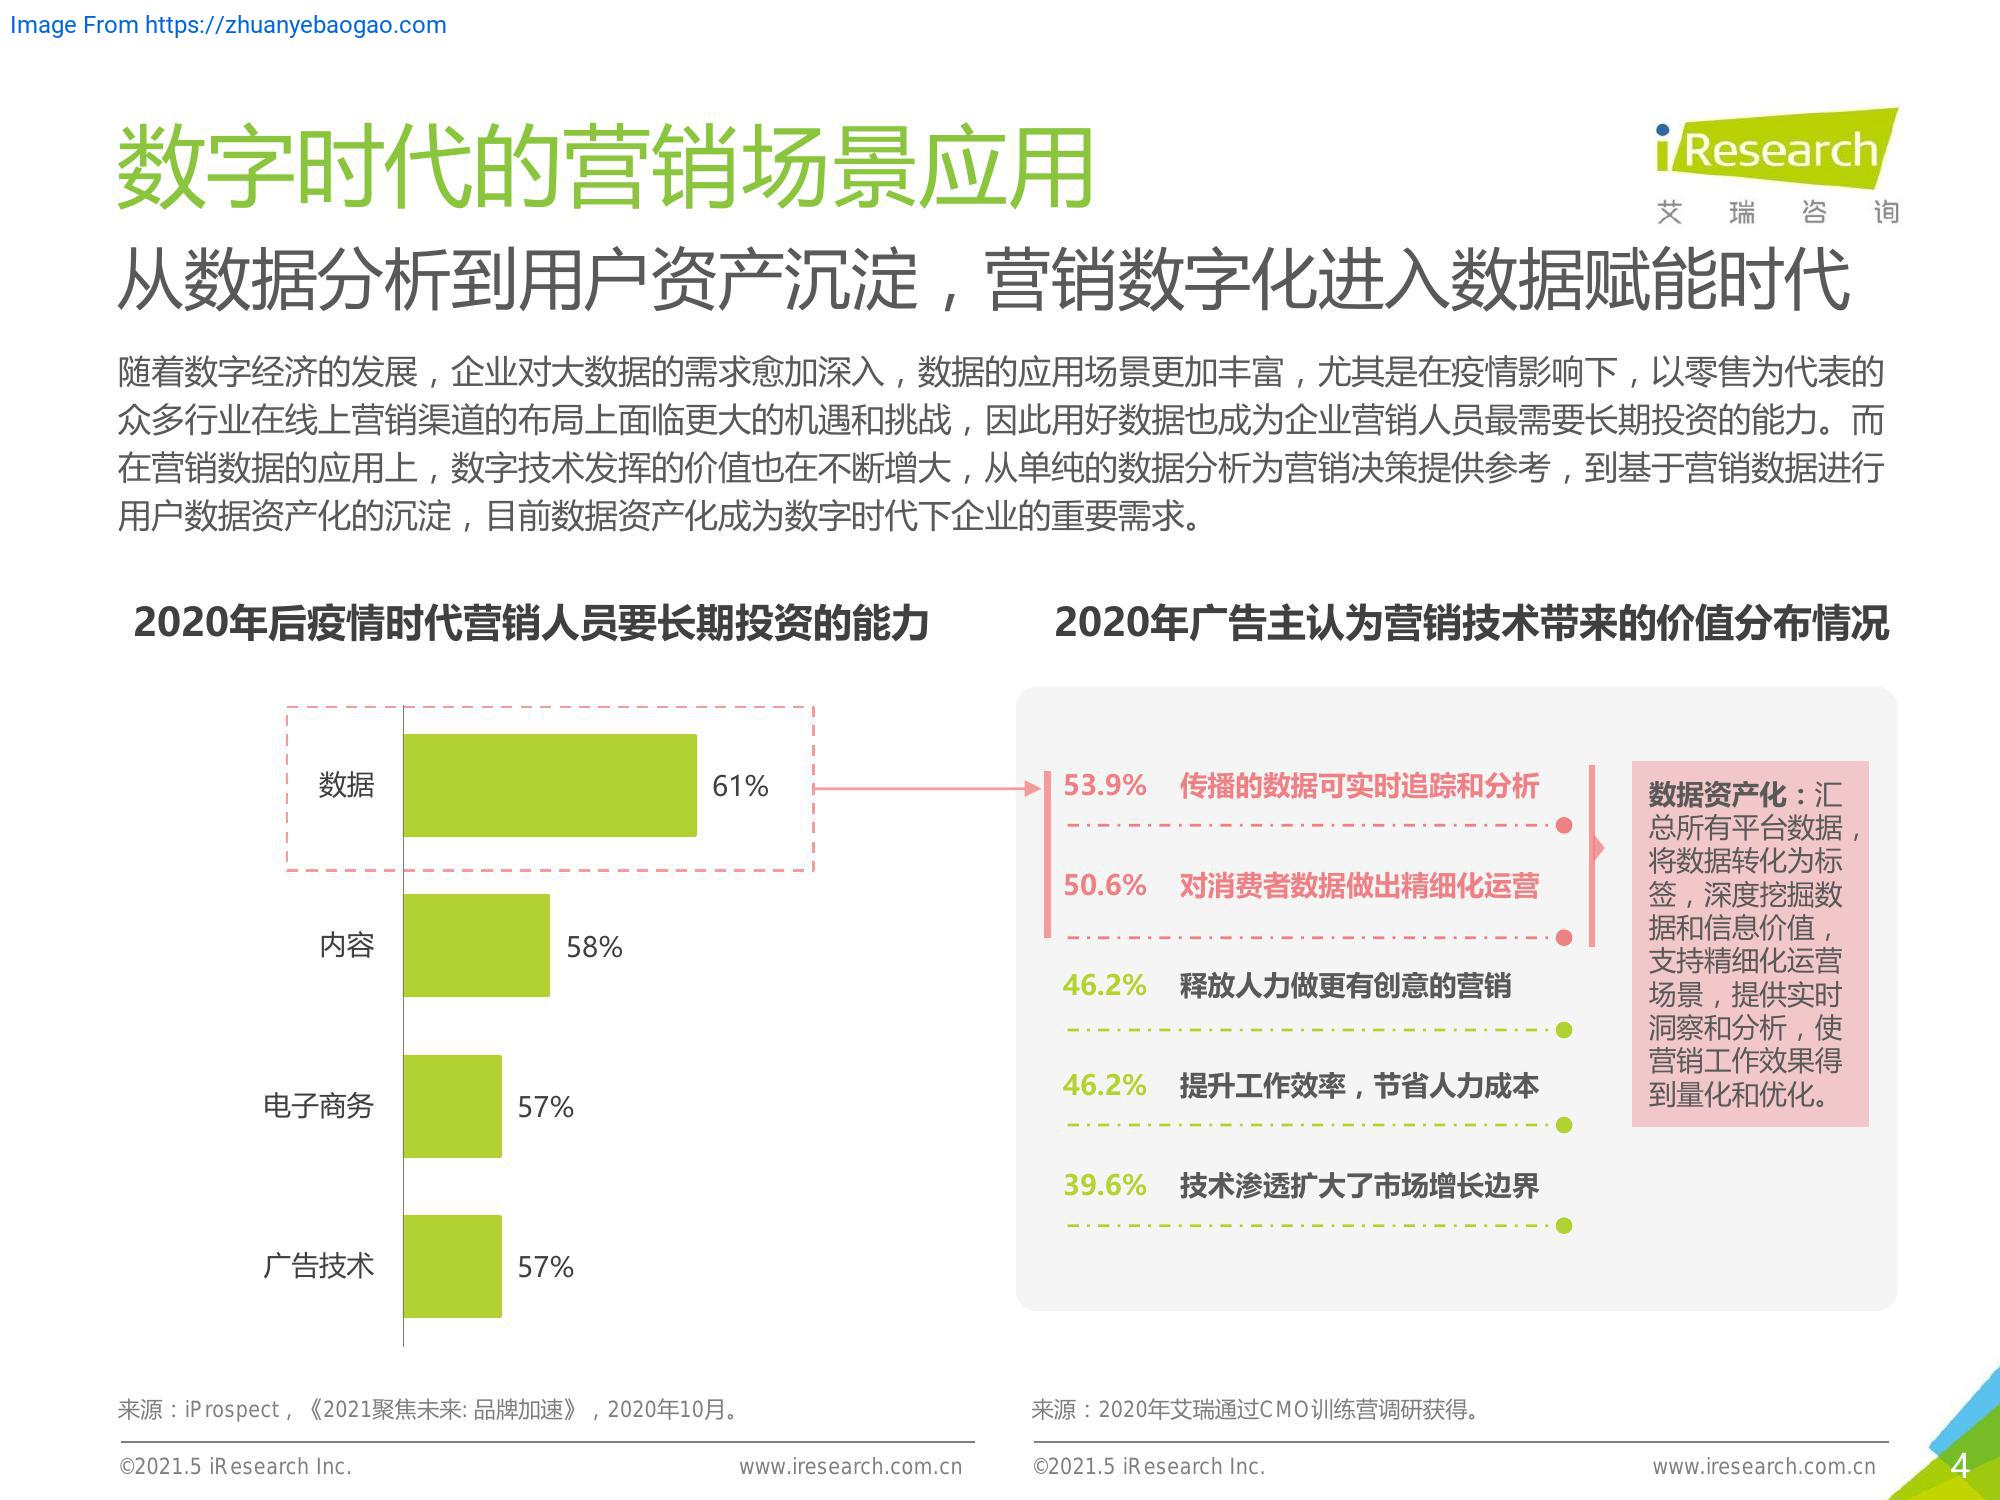 Image From https://zhuanyebaogao.com
数字时代的营销场景应用
iResearch
艾瑞咨询
从数据分析到用户资产沉淀，营销数字化进入数据赋能时代
随着数字经济的发展，企业对大数据的需求愈加深入，数据的应用场景更加丰富，尤其是在疫情影响下，以零售为代表的
众多行业在线上营销渠道的布局上面临更大的机遇和挑战，因此用好数据也成为企业营销人员最需要长期投资的能力。而
在营销数据的应用上，数字技术发挥的价值也在不断增大，从单纯的数据分析为营销决策提供参考，到基于营销数据进行
用户数据资产化的沉淀，目前数据资产化成为数字时代下企业的重要需求。
2020年后疫情时代营销人员要长期投资的能力
数据 61%
内容 58%
电子商务 57%
广告技术 57%
2020年广告主认为营销技术带来的价值分布情况
53.9% 传播的数据可实时追踪和分析
50.6% 对消费者数据做出精细化运营
46.2% 释放人力做更有创意的营销
46.2% 提升工作效率，节省人力成本
39.6% 技术渗透扩大了市场增长边界
数据资产化：汇
总所有平台数据，
将数据转化为标
签，深度挖掘数
据和信息价值，
支持精细化运营
场景，提供实时
洞察和分析，使
营销工作效果得
到量化和优化。
来源：iProspect，《2021聚焦未来: 品牌加速》，2020年10月。
来源：2020年艾瑞通过CMO训练营调研获得。
©2021.5 iResearch Inc. www.iresearch.com.cn
©2021.5 iResearch Inc. www.iresearch.com.cn
4